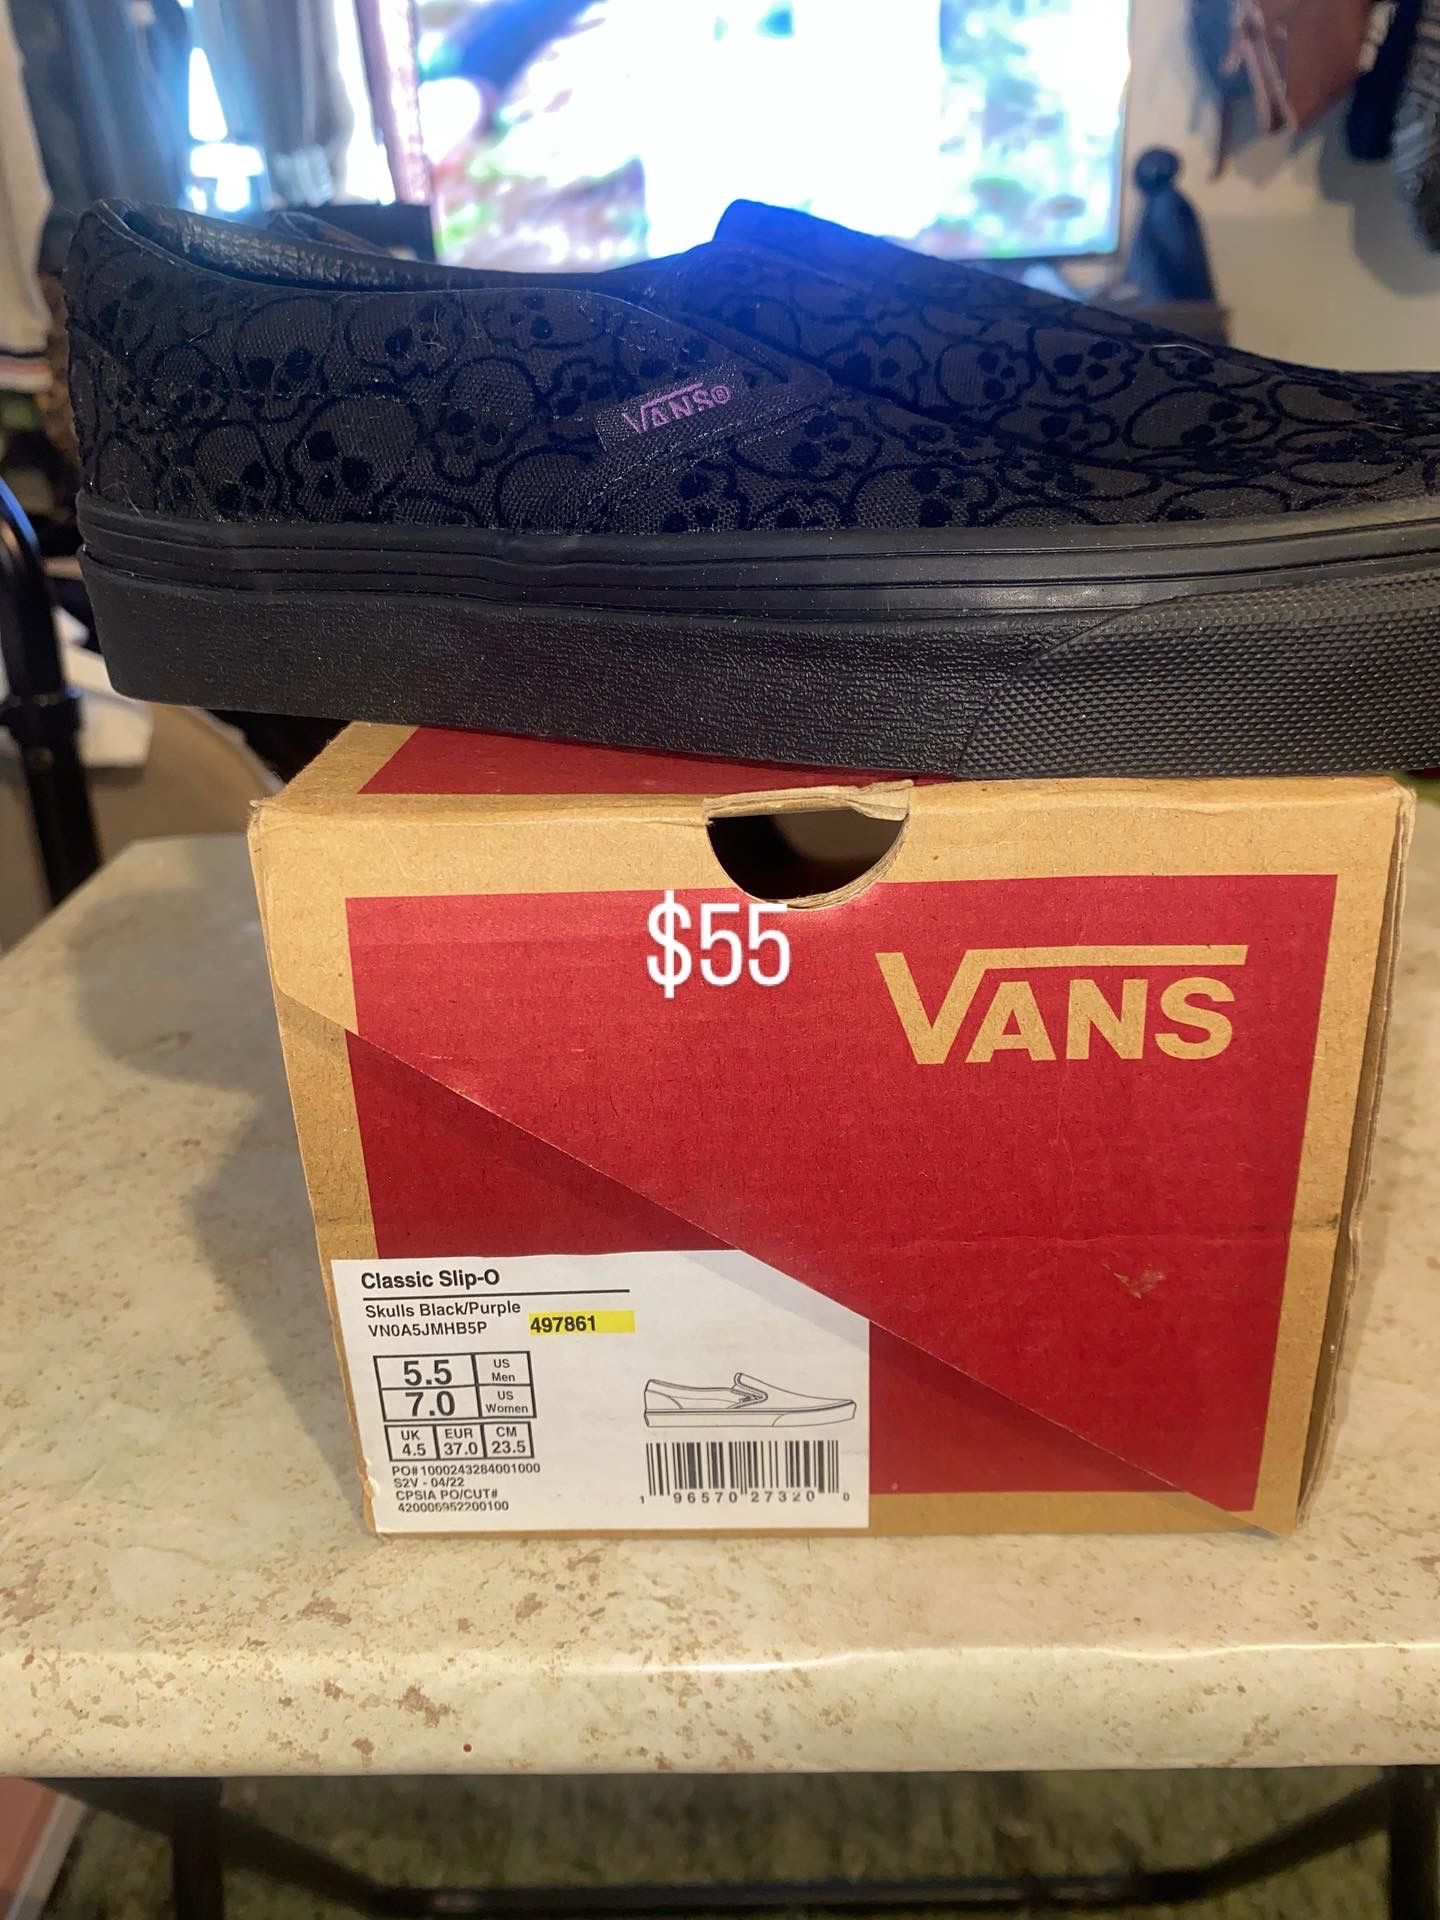 VANS®
$55
VANS
Classic Slip-O
Skulls Black/Purple
VN0A5JMHB5P 497861
5.5 US Men
7.0 US Women
UK EUR CM
4.5 37.0 23.5
PO# 1000243284001000
S2V - 04/22
CPSIA PO/CUT#
420006952200100
1 96570 27320 0